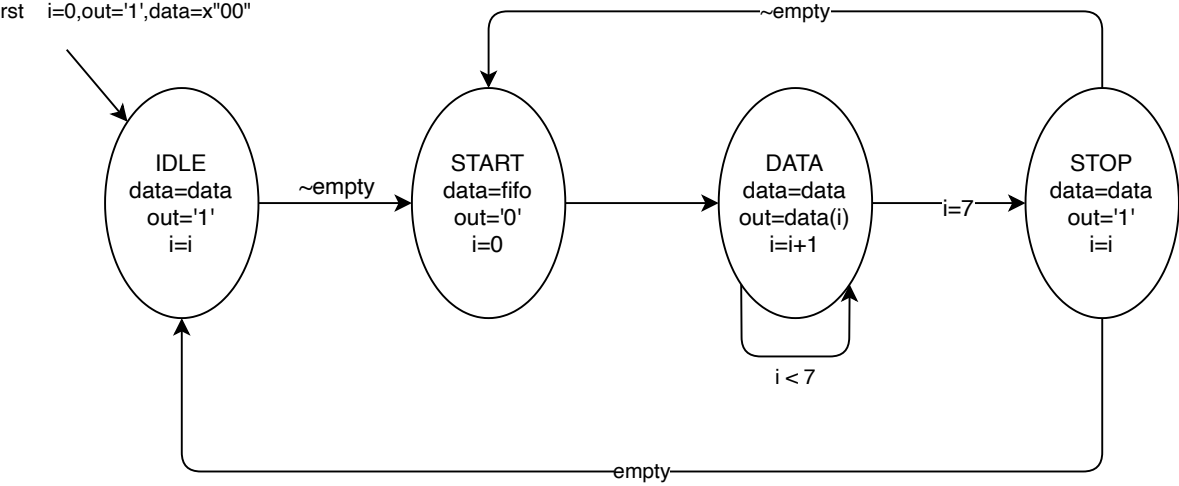 rst i=0,out='1',data=x"00"
~empty
IDLE
data=data
out='1'
i=i
~empty
START
data=fifo
out='0'
i=0
DATA
data=data
out=data(i)
i=i+1
i=7
STOP
data=data
out='1'
i=i
i < 7
empty